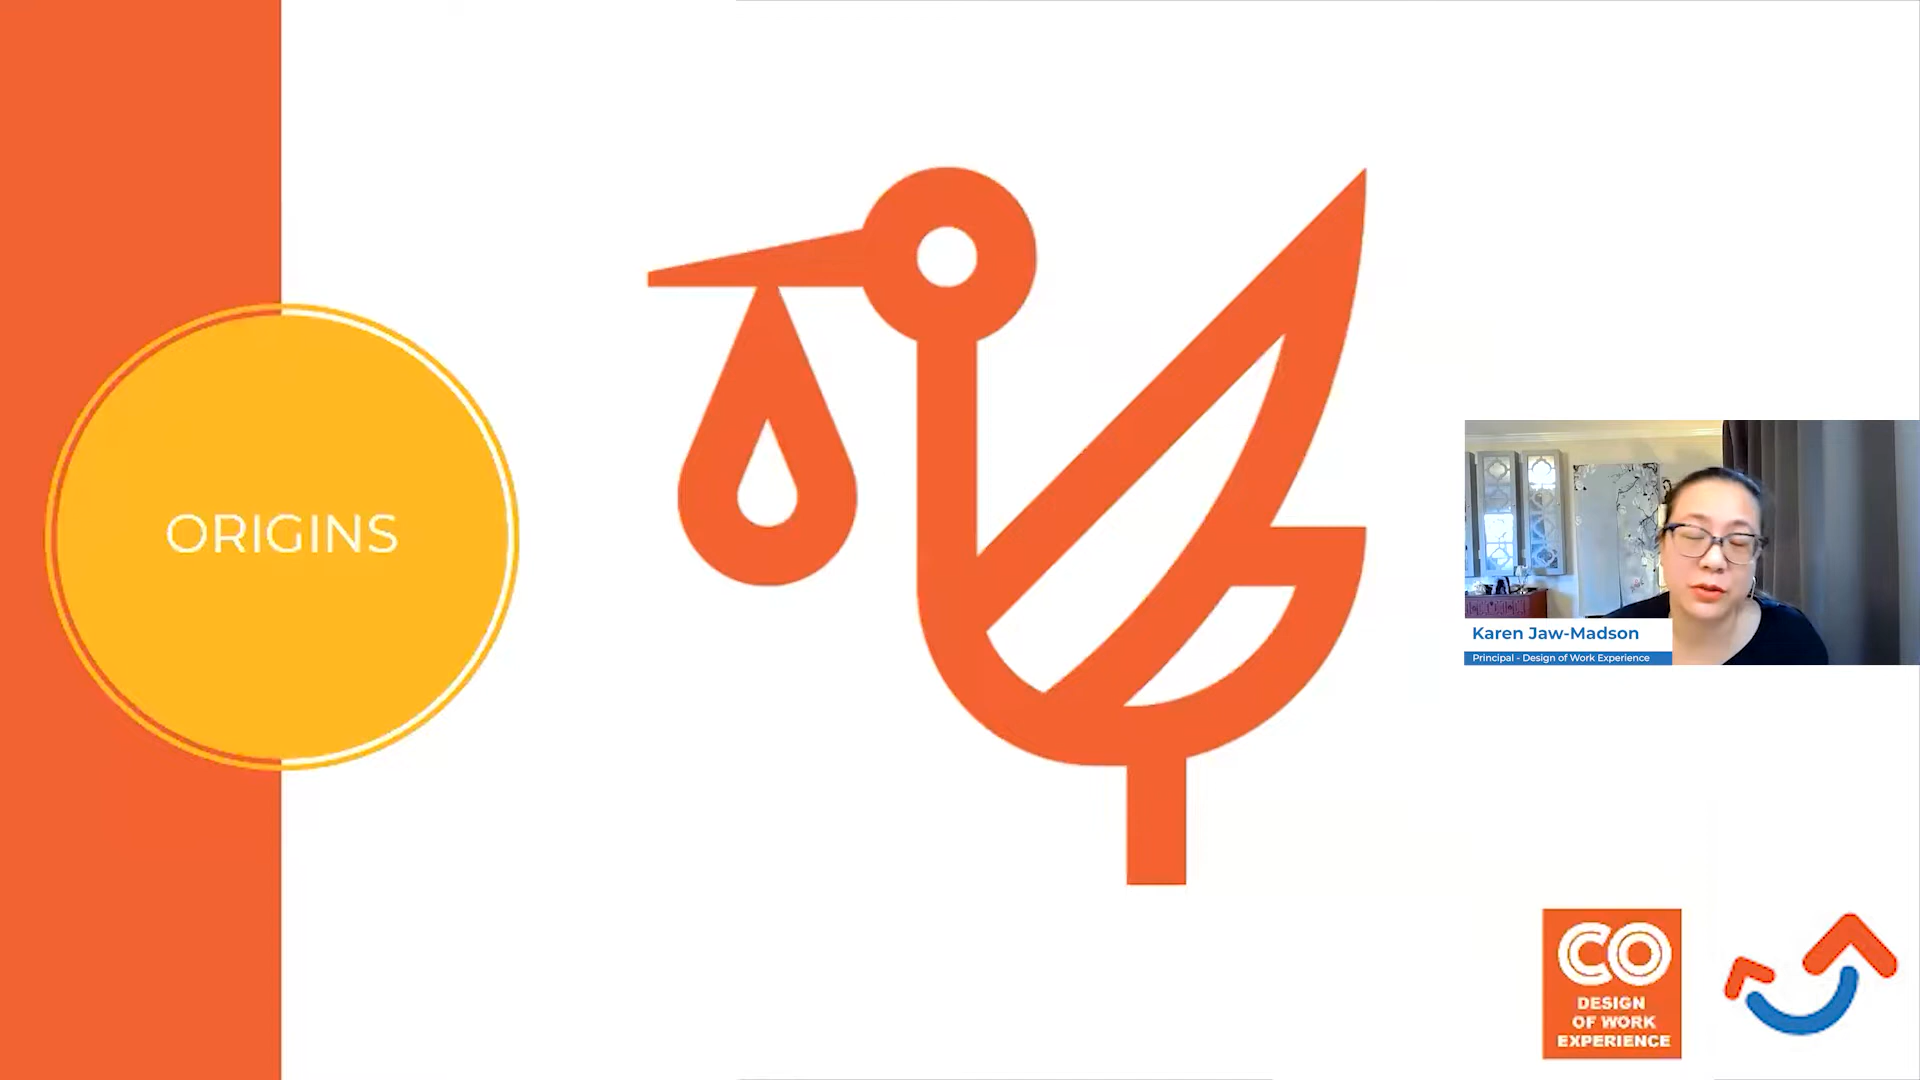 ORIGINS
Karen Jaw-Madson
Principal - Design of Work Experience
CO
DESIGN
OF WORK
EXPERIENCE